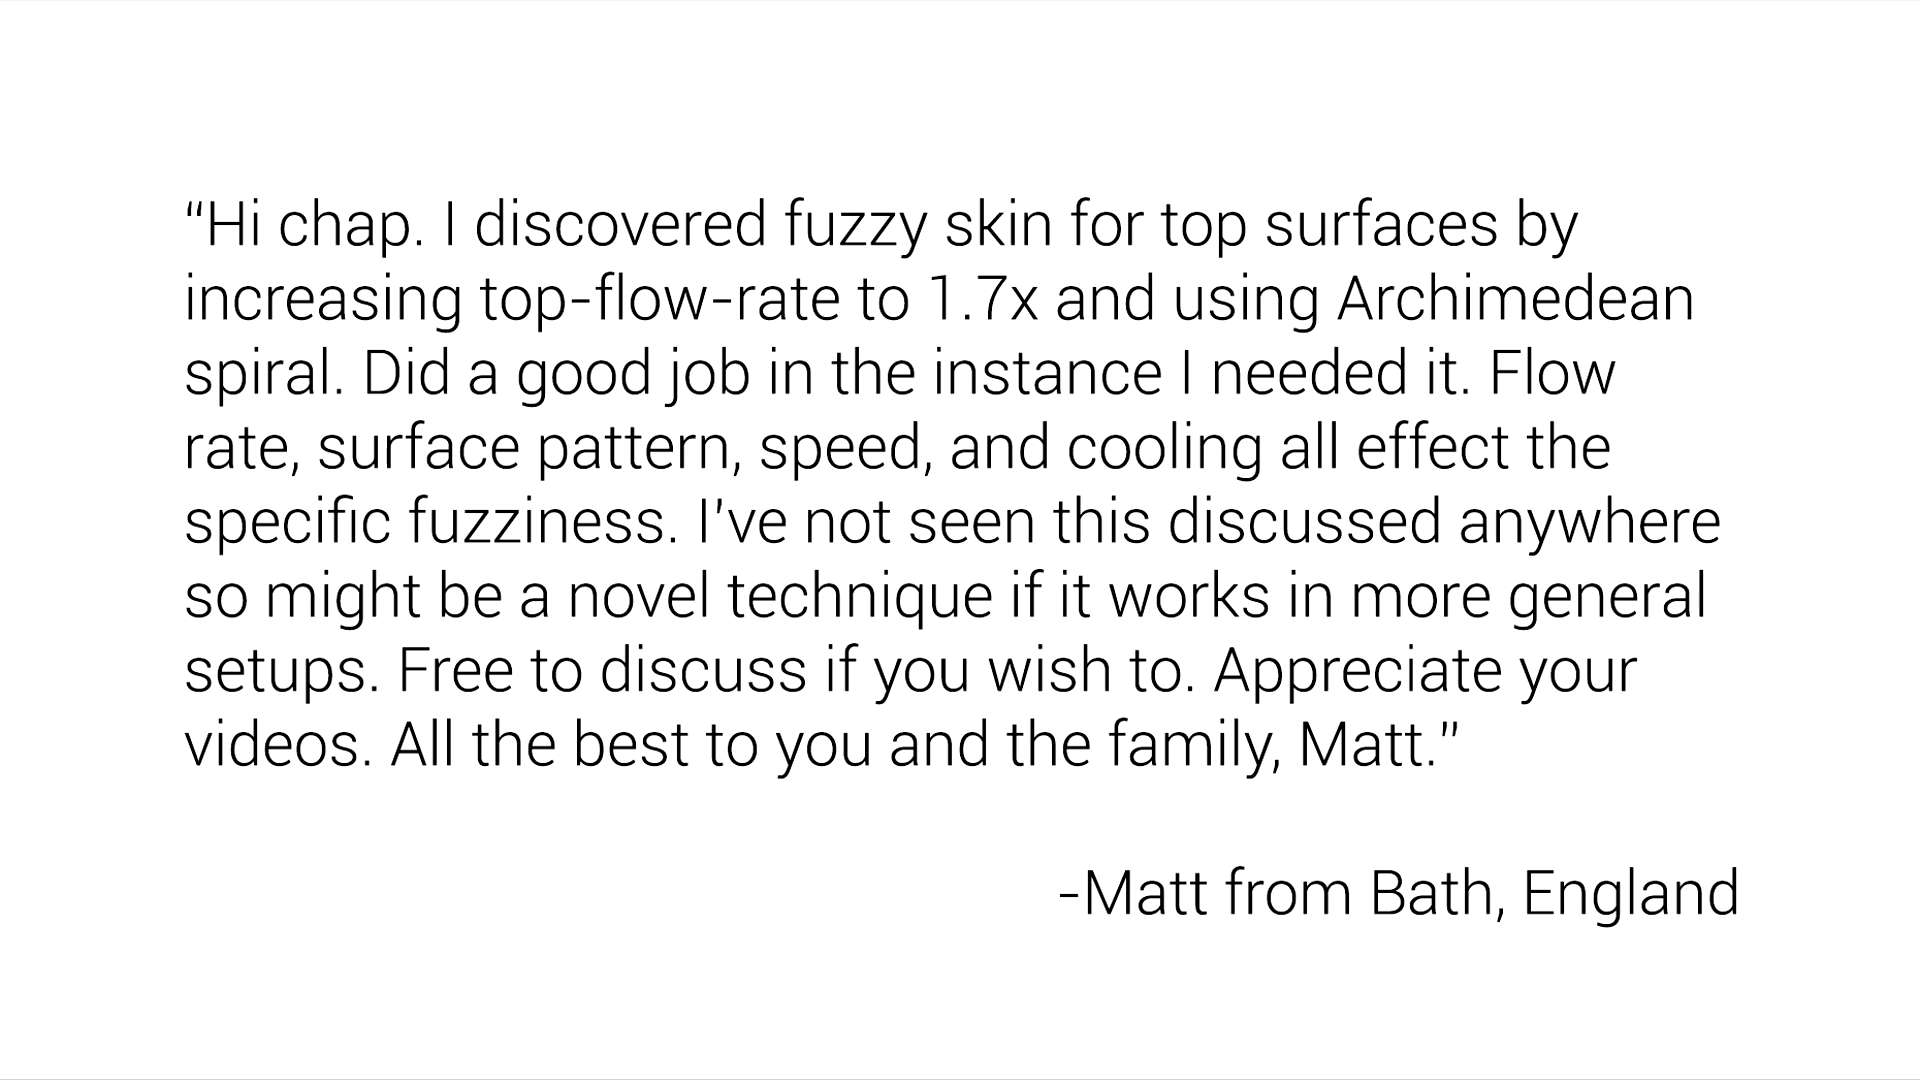 “Hi chap. I discovered fuzzy skin for top surfaces by
increasing top-flow-rate to 1.7x and using Archimedean
spiral. Did a good job in the instance I needed it. Flow
rate, surface pattern, speed, and cooling all effect the
specific fuzziness. I've not seen this discussed anywhere
so might be a novel technique if it works in more general
setups. Free to discuss if you wish to. Appreciate your
videos. All the best to you and the family, Matt.”
-Matt from Bath, England